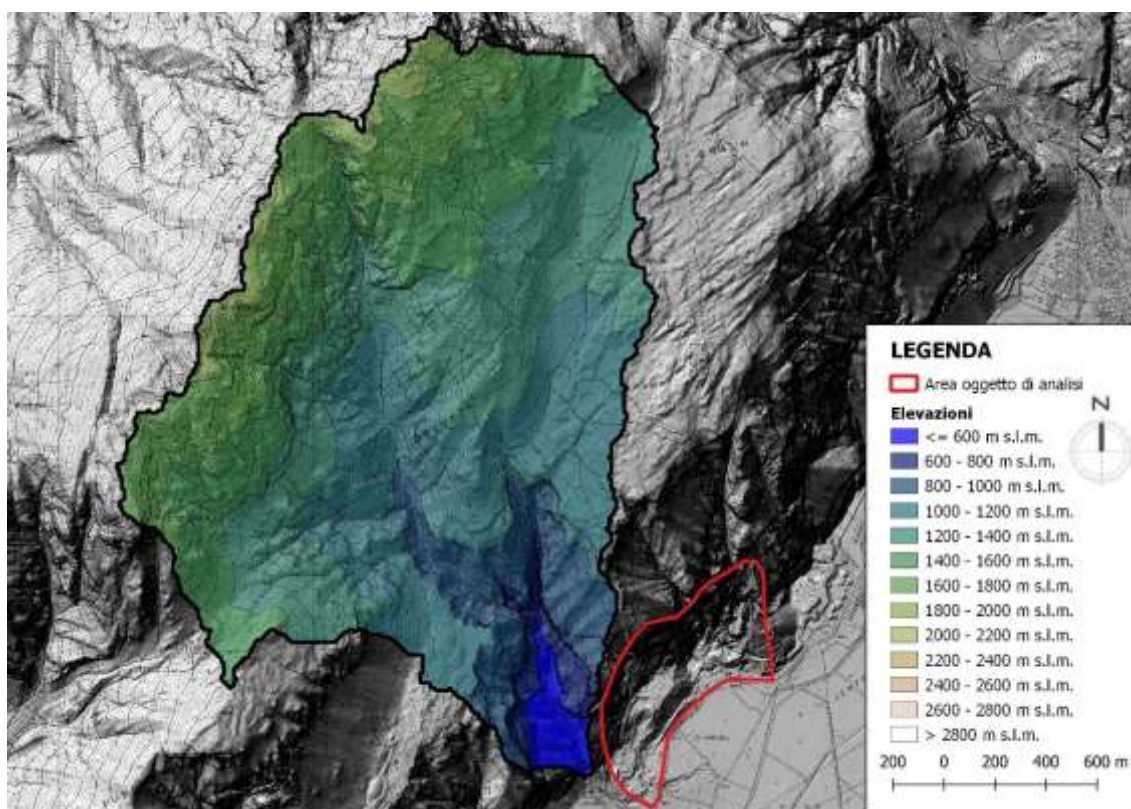 LEGENDA
Area oggetto di analisi
N
Elevazioni
<= 600 m s.l.m.
600 - 800 m s.l.m.
800 - 1000 m s.l.m.
1000 - 1200 m s.l.m.
1200 - 1400 m s.l.m.
1400 - 1600 m s.l.m.
1600 - 1800 m s.l.m.
1800 - 2000 m s.l.m.
2000 - 2200 m s.l.m.
2200 - 2400 m s.l.m.
2400 - 2600 m s.l.m.
2600 - 2800 m s.l.m.
> 2800 m s.l.m.
200 0 200 400 600 m